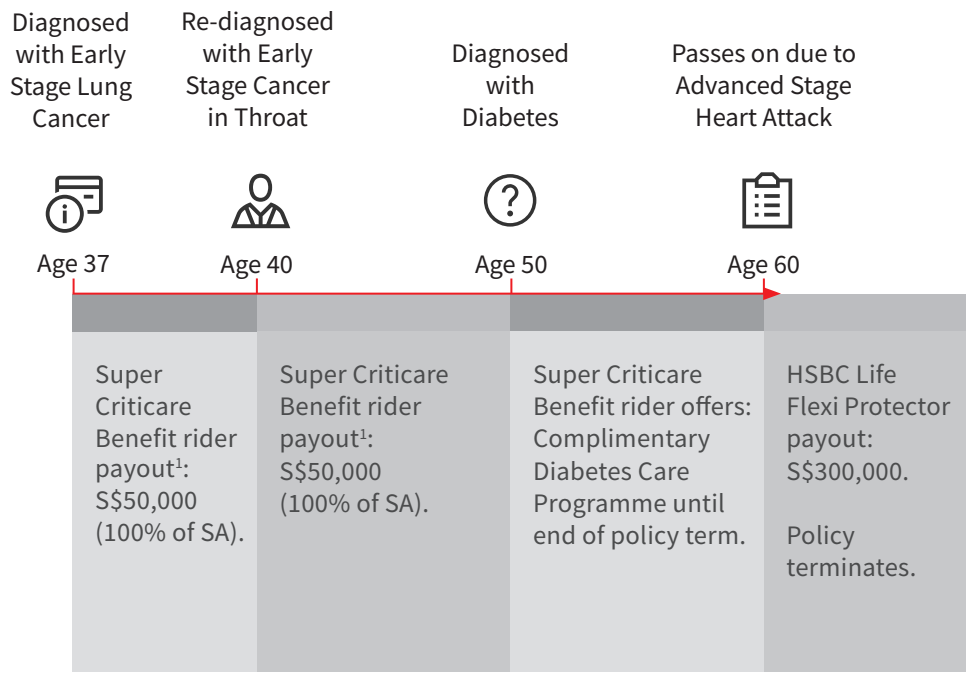 Diagnosed
with Early
Stage Lung
Cancer
Re-diagnosed
with Early
Stage Cancer
in Throat
Diagnosed
with
Diabetes
Passes on due to
Advanced Stage
Heart Attack
Age 37
Age 40
Age 50
Age 60
Super
Criticare
Benefit rider
payout¹:
S$50,000
(100% of SA).
Super Criticare
Benefit rider
payout¹:
S$50,000
(100% of SA).
Super Criticare
Benefit rider offers:
Complimentary
Diabetes Care
Programme until
end of policy term.
HSBC Life
Flexi Protector
payout:
S$300,000.
Policy
terminates.